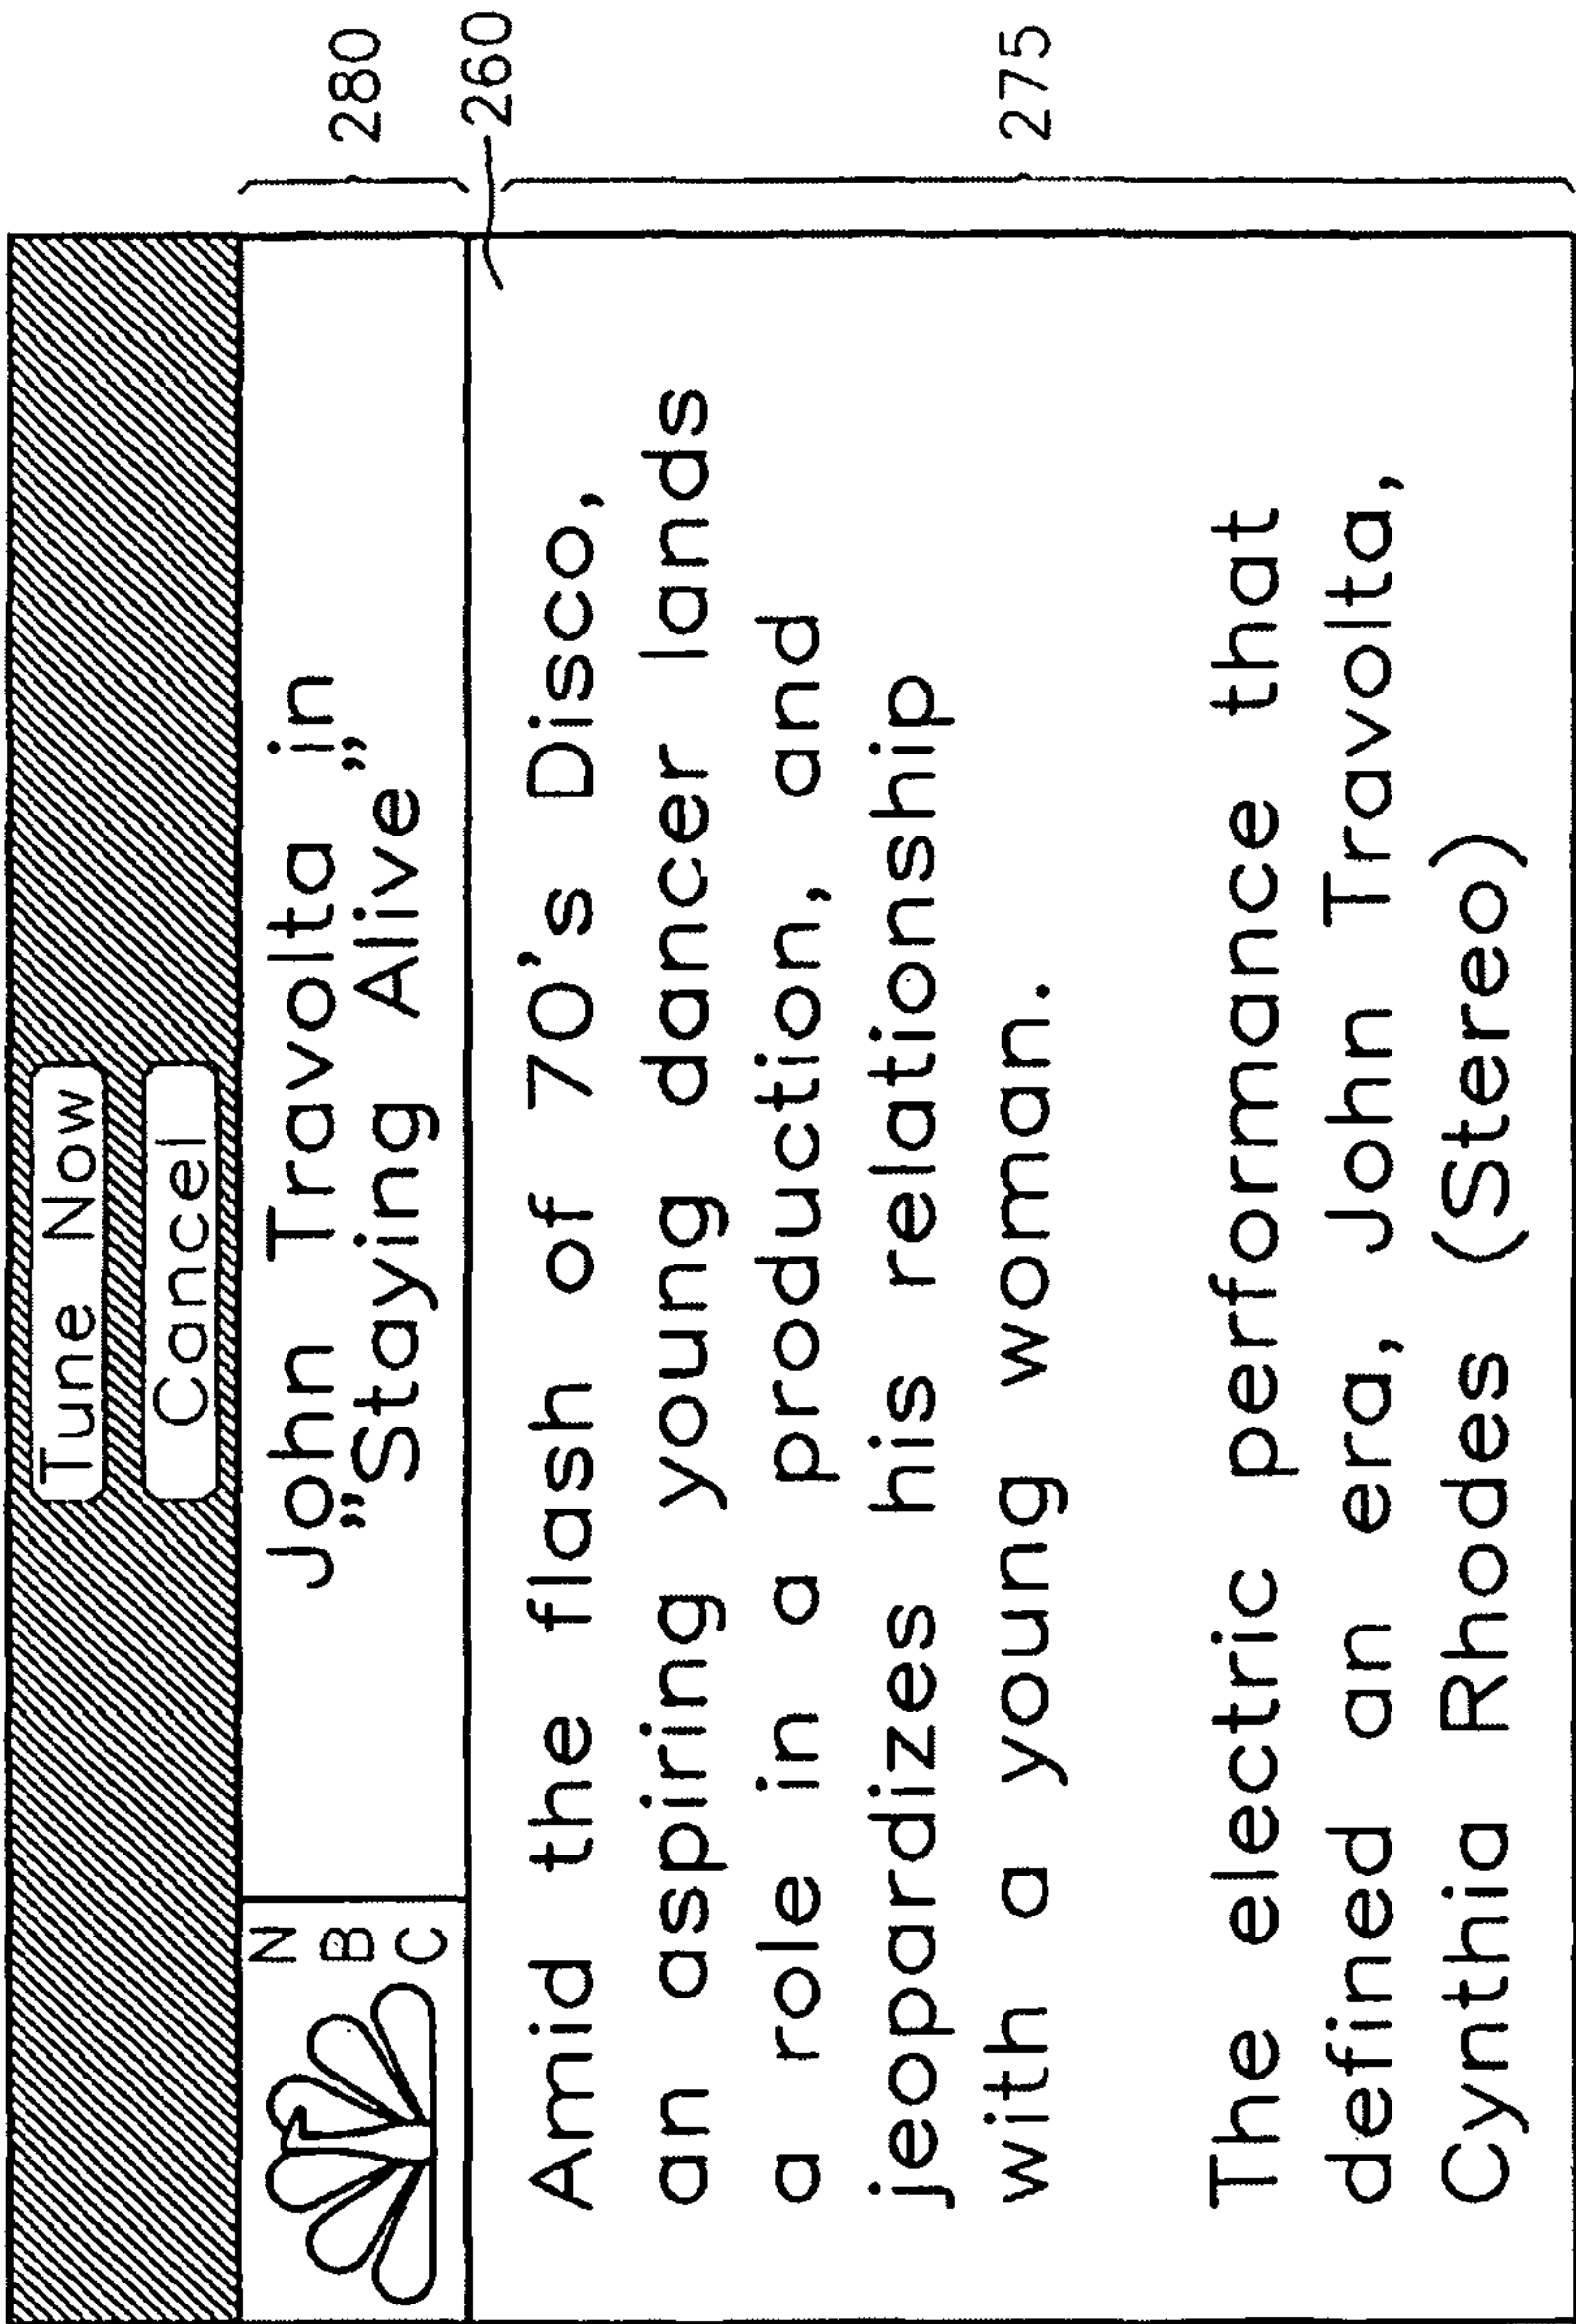 Tune Now
Cancel
N
B
C
John Travolta in
"Staying Alive"
280
260
Amid the flash of 70's Disco,
an aspiring young dancer lands
a role in a production, and
jeopardizes his relationship
with a young woman.
The electric performance that
defined an era, John Travolta,
Cynthia Rhodes (Stereo)
275